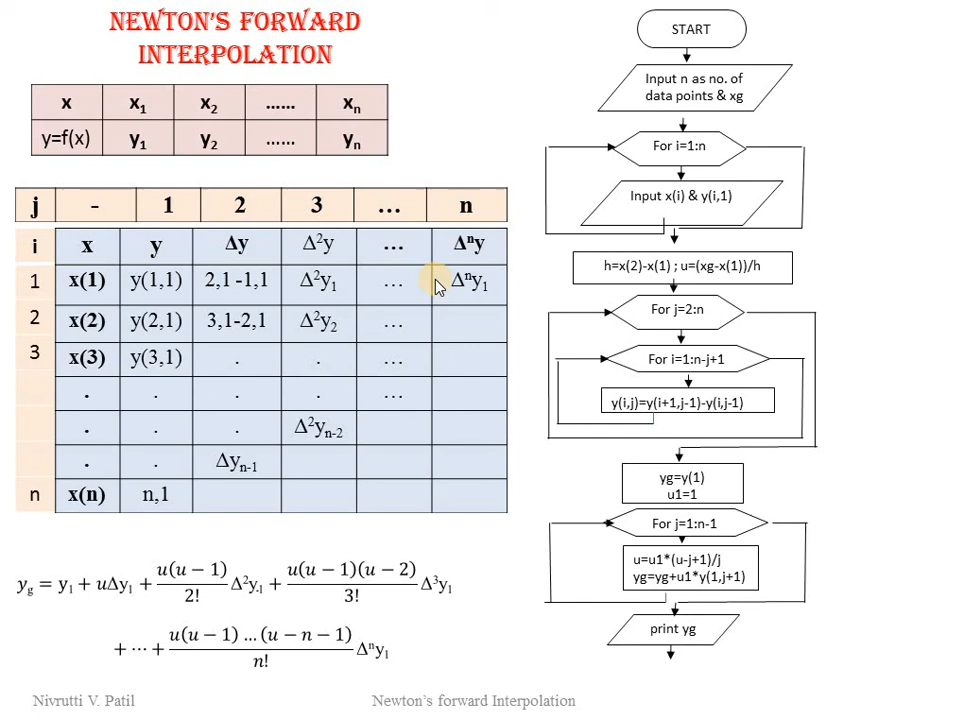 NEWTON'S FORWARD
INTERPOLATION
x x₁ x₂ ...... xₙ
y=f(x) y₁ y₂ ...... yₙ
j - 1 2 3 ... n
i x y Δy Δ²y ... Δⁿy
1 x(1) y(1,1) 2,1 -1,1 Δ²y₁ ... Δⁿy₁
2 x(2) y(2,1) 3,1-2,1 Δ²y₂ ...
3 x(3) y(3,1) . . ...
. . . . ...
. . . Δ²yₙ₋₂
. . Δyₙ₋₁
n x(n) n,1
y_g = y₁ + uΔy₁ + u(u − 1)/2! Δ²y.₁ + u(u − 1)(u − 2)/3! Δ³y₁
+ ⋯ + u(u − 1) …(u − n − 1)/n! Δⁿy₁
START
Input n as no. of
data points & xg
For i=1:n
Input x(i) & y(i,1)
h=x(2)-x(1) ; u=(xg-x(1))/h
For j=2:n
For i=1:n-j+1
y(i,j)=y(i+1,j-1)-y(i,j-1)
yg=y(1)
u1=1
For j=1:n-1
u=u1*(u-j+1)/j
yg=yg+u1*y(1,j+1)
print yg
Nivrutti V. Patil
Newton's forward Interpolation